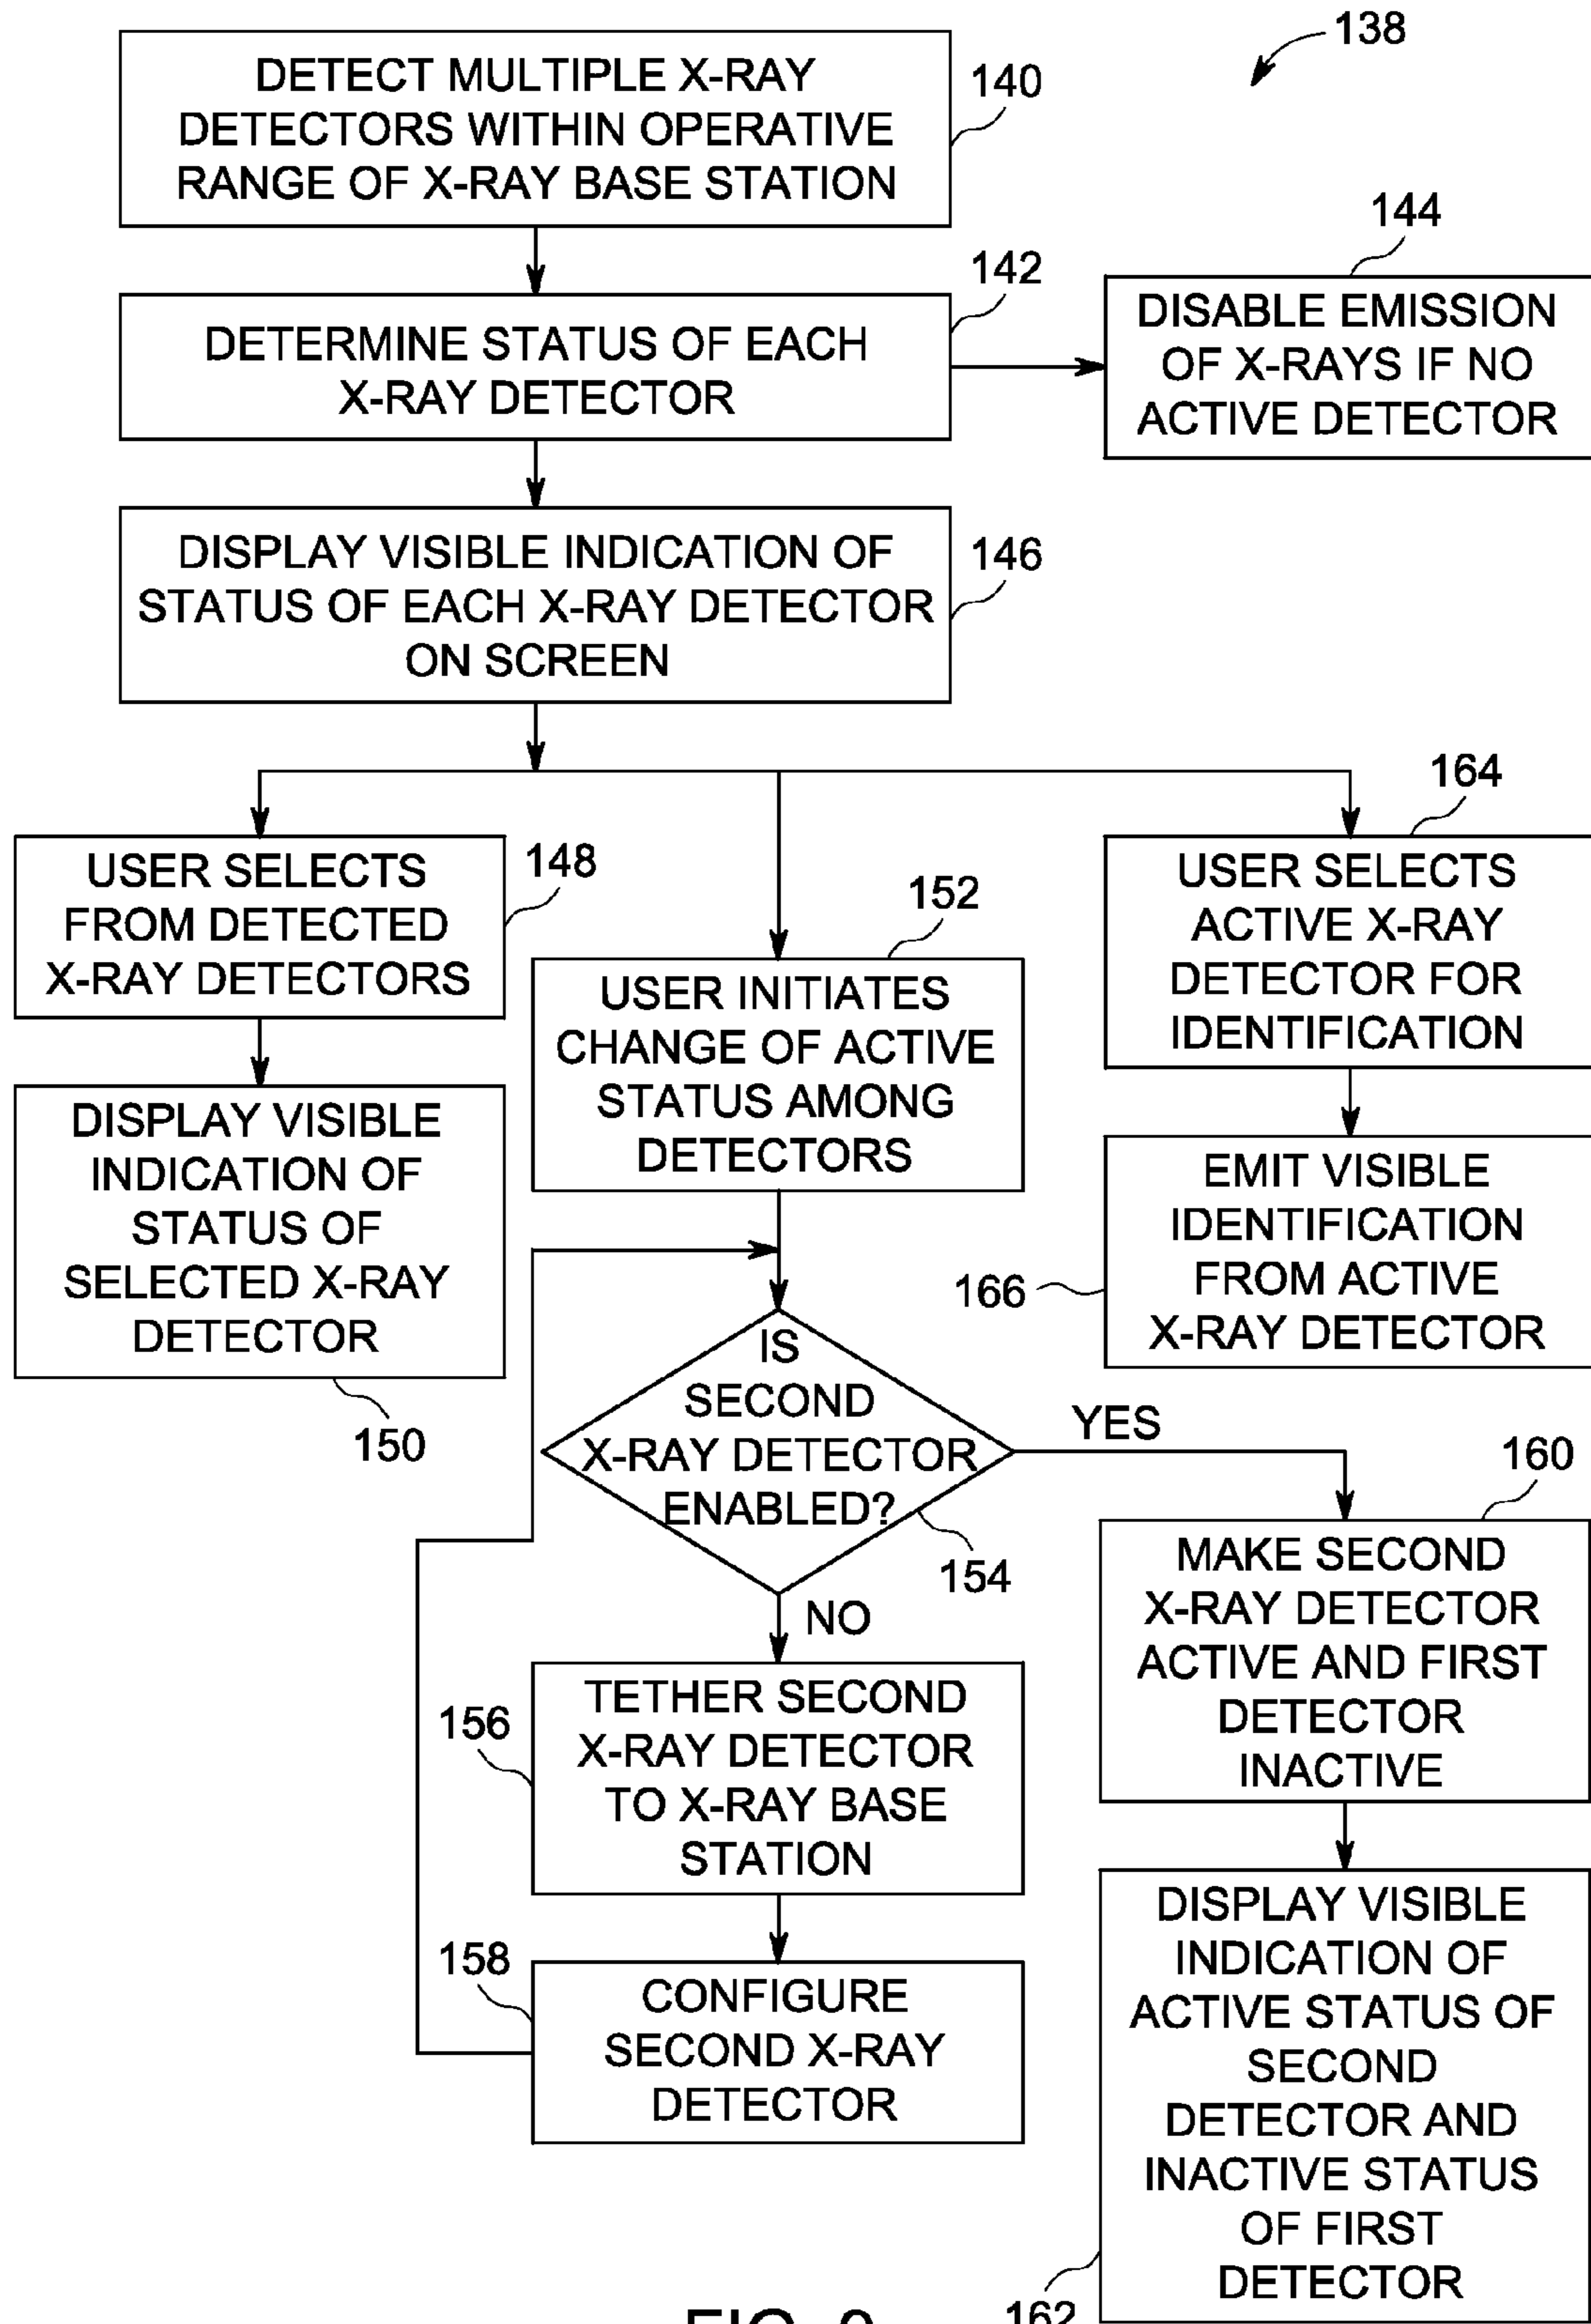 138
DETECT MULTIPLE X-RAY
DETECTORS WITHIN OPERATIVE
RANGE OF X-RAY BASE STATION
140
DETERMINE STATUS OF EACH
X-RAY DETECTOR
142
144
DISABLE EMISSION
OF X-RAYS IF NO
ACTIVE DETECTOR
DISPLAY VISIBLE INDICATION OF
STATUS OF EACH X-RAY DETECTOR
ON SCREEN
146
USER SELECTS
FROM DETECTED
X-RAY DETECTORS
148
DISPLAY VISIBLE
INDICATION OF
STATUS OF
SELECTED X-RAY
DETECTOR
150
152
USER INITIATES
CHANGE OF ACTIVE
STATUS AMONG
DETECTORS
164
USER SELECTS
ACTIVE X-RAY
DETECTOR FOR
IDENTIFICATION
EMIT VISIBLE
IDENTIFICATION
FROM ACTIVE
X-RAY DETECTOR
166
IS
SECOND
X-RAY DETECTOR
ENABLED?
154
YES
NO
156
TETHER SECOND
X-RAY DETECTOR
TO X-RAY BASE
STATION
158
CONFIGURE
SECOND X-RAY
DETECTOR
160
MAKE SECOND
X-RAY DETECTOR
ACTIVE AND FIRST
DETECTOR
INACTIVE
DISPLAY VISIBLE
INDICATION OF
ACTIVE STATUS OF
SECOND
DETECTOR AND
INACTIVE STATUS
OF FIRST
DETECTOR
162
FIG.